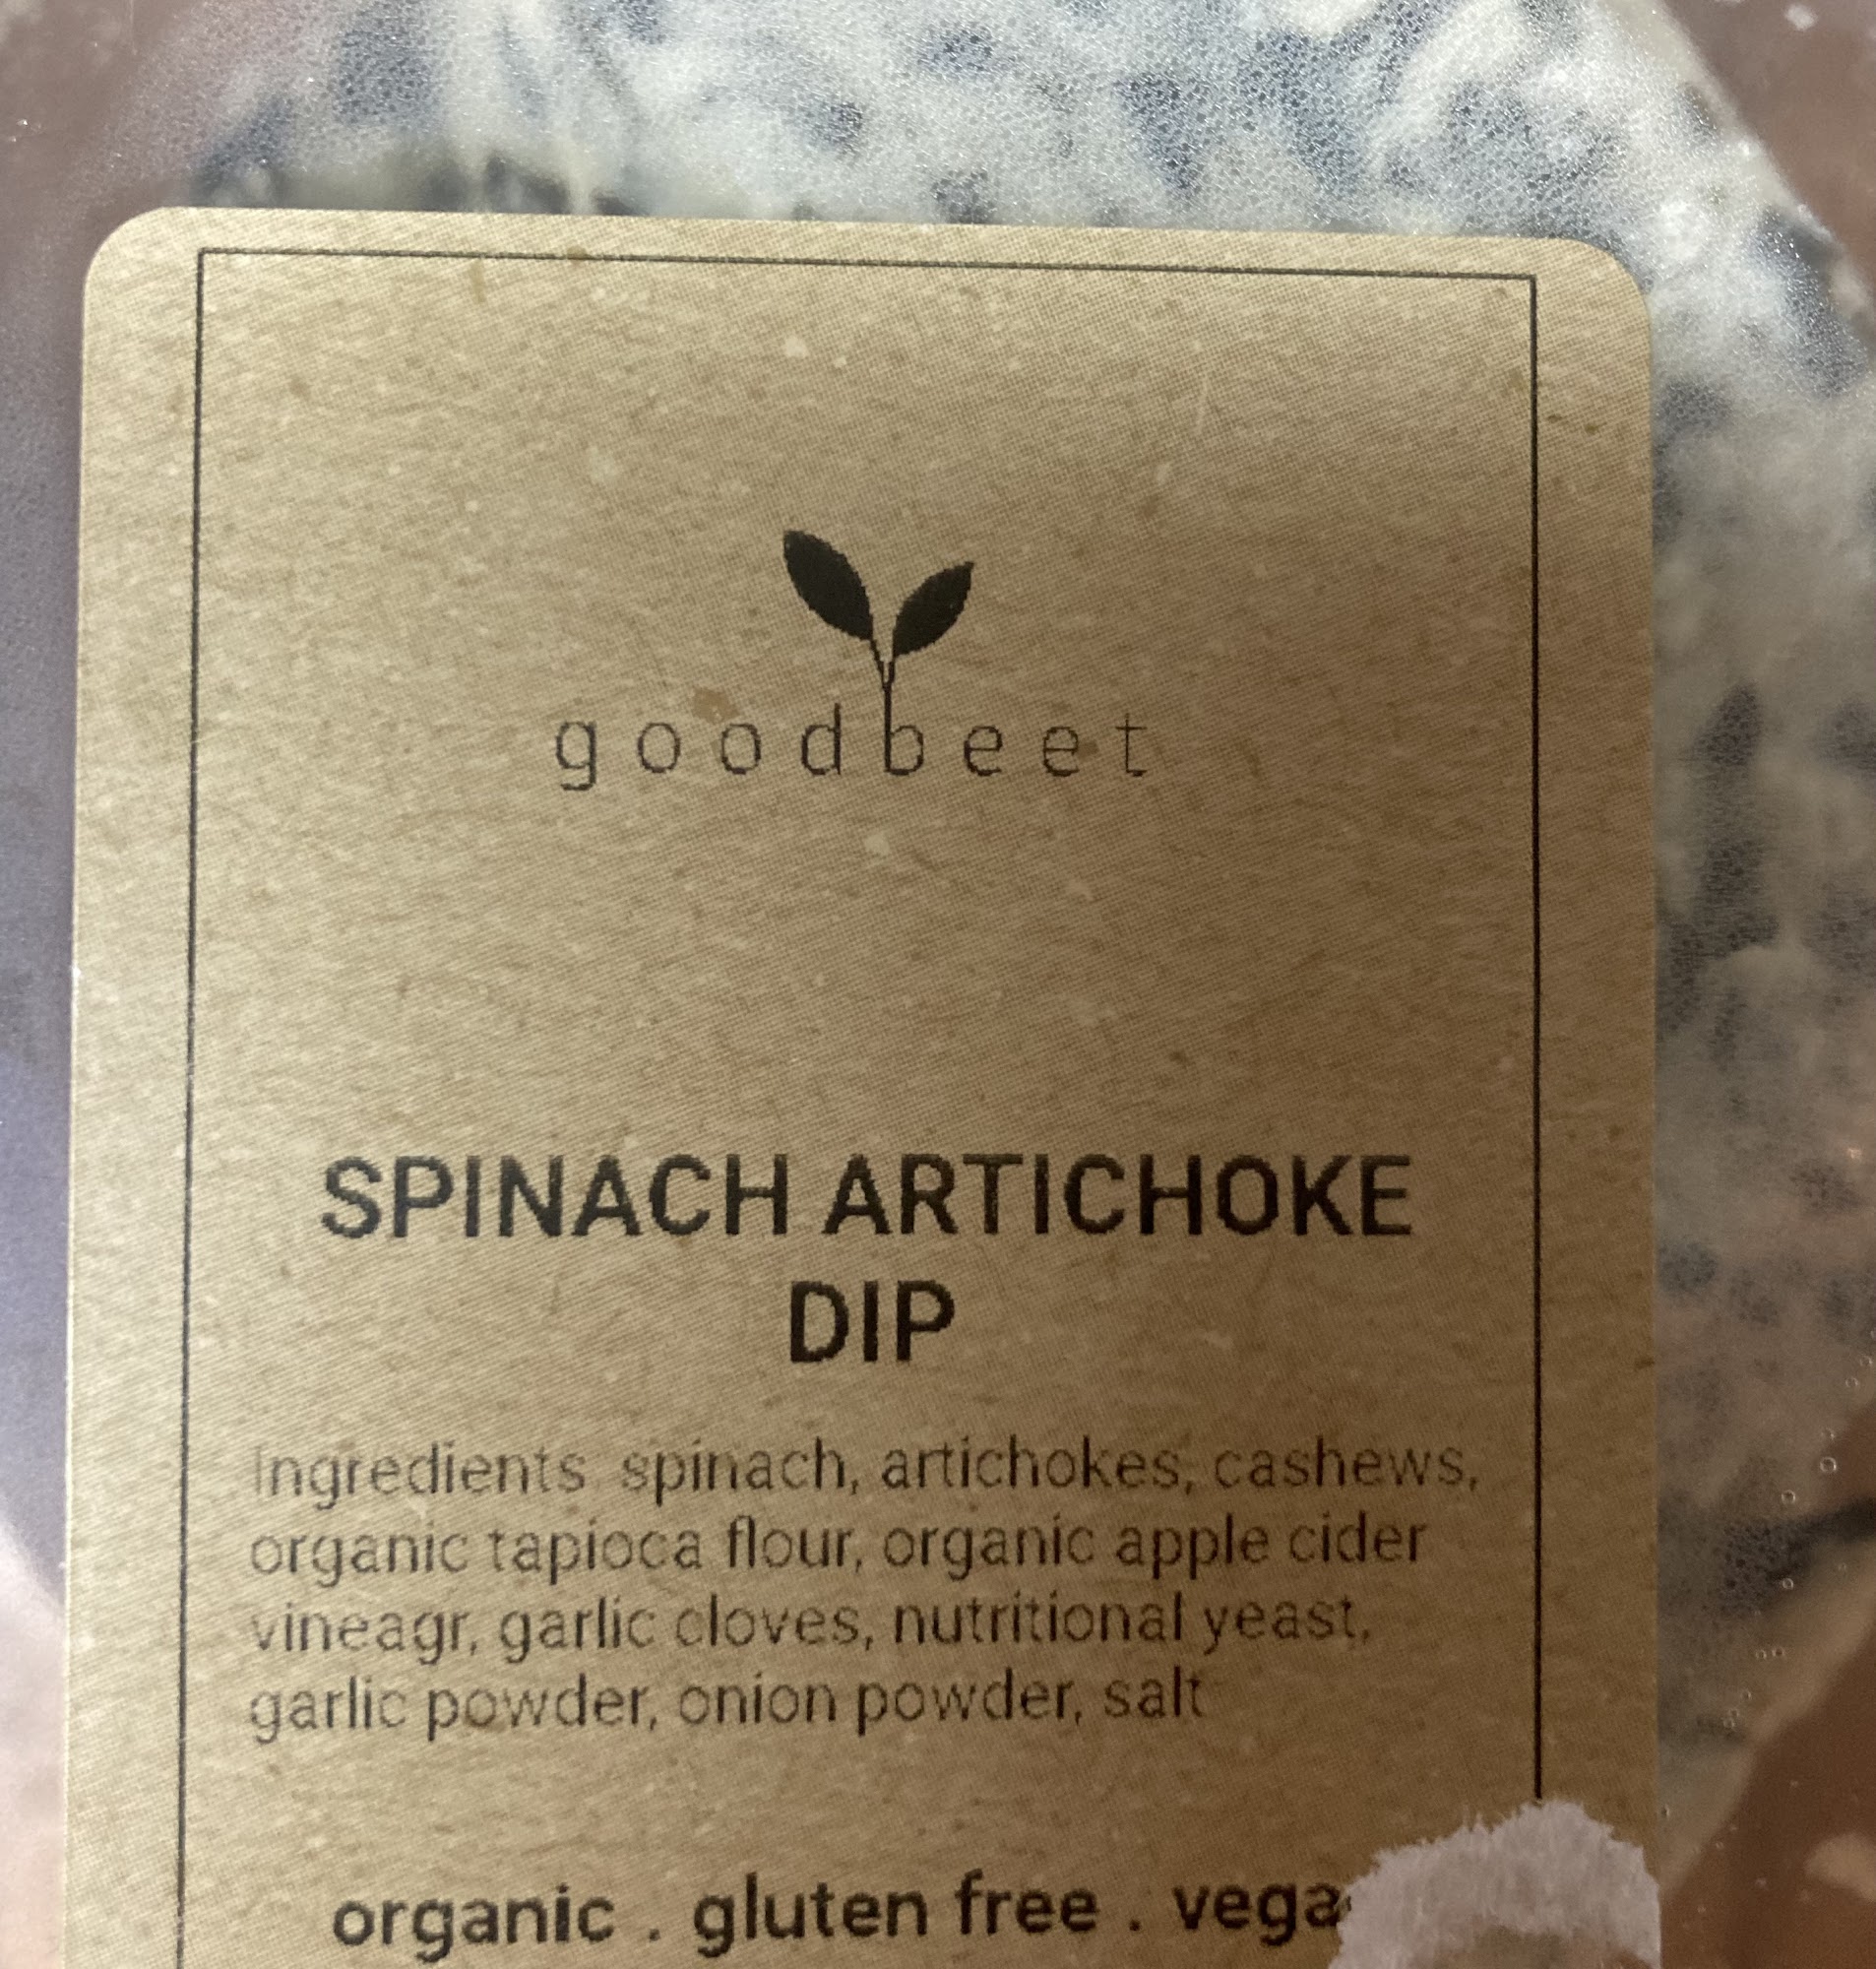 goodbeet
SPINACH ARTICHOKE
DIP
Ingredients spinach, artichokes, cashews,
organic tapioca flour, organic apple cider
vineagr, garlic cloves, nutritional yeast,
garlic powder, onion powder, salt
organic . gluten free . vega